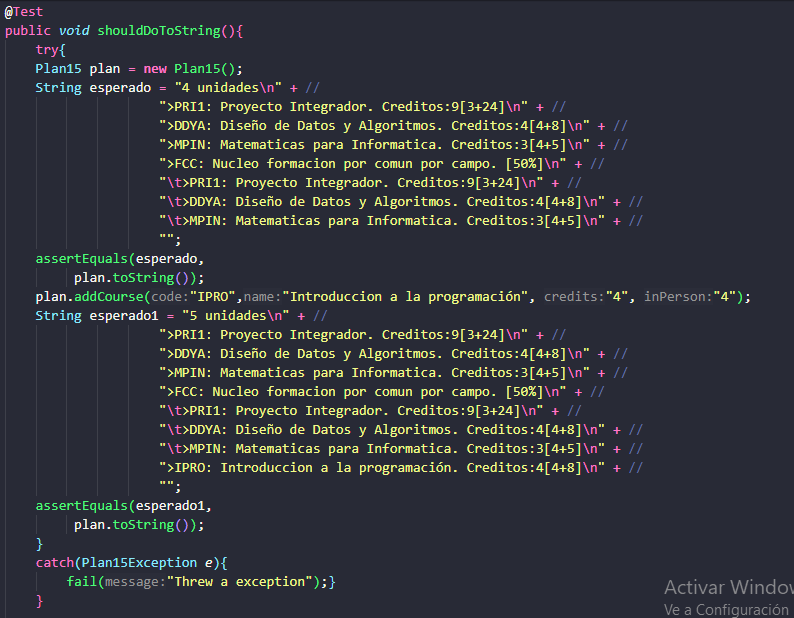 @Test
public void shouldDoToString(){
try{
Plan15 plan = new Plan15();
String esperado = "4 unidades\n" + //
">PRI1: Proyecto Integrador. Creditos:9[3+24]\n" + //
">DDYA: Diseño de Datos y Algoritmos. Creditos:4[4+8]\n" + //
">MPIN: Matematicas para Informatica. Creditos:3[4+5]\n" + //
">FCC: Nucleo formacion por comun por campo. [50%]\n" + //
"\t>PRI1: Proyecto Integrador. Creditos:9[3+24]\n" + //
"\t>DDYA: Diseño de Datos y Algoritmos. Creditos:4[4+8]\n" + //
"\t>MPIN: Matematicas para Informatica. Creditos:3[4+5]\n" + //
"";
assertEquals(esperado,
plan.toString());
plan.addCourse(code:"IPRO",name:"Introduccion a la programación", credits:"4", inPerson:"4");
String esperado1 = "5 unidades\n" + //
">PRI1: Proyecto Integrador. Creditos:9[3+24]\n" + //
">DDYA: Diseño de Datos y Algoritmos. Creditos:4[4+8]\n" + //
">MPIN: Matematicas para Informatica. Creditos:3[4+5]\n" + //
">FCC: Nucleo formacion por comun por campo. [50%]\n" + //
"\t>PRI1: Proyecto Integrador. Creditos:9[3+24]\n" + //
"\t>DDYA: Diseño de Datos y Algoritmos. Creditos:4[4+8]\n" + //
"\t>MPIN: Matematicas para Informatica. Creditos:3[4+5]\n" + //
">IPRO: Introduccion a la programación. Creditos:4[4+8]\n" + //
"";
assertEquals(esperado1,
plan.toString());
}
catch(Plan15Exception e){
fail(message:"Threw a exception");}
}
Activar Window
Ve a Configuración